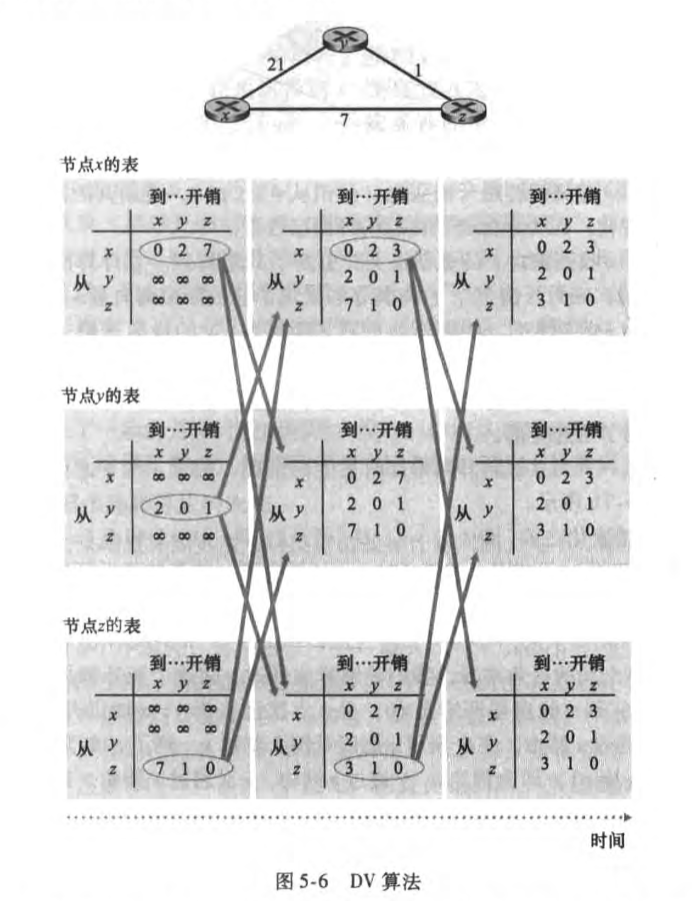 y
21
1
x
z
7
节点x的表
到…开销 到…开销 到…开销
x y z x y z x y z
x 0 2 7 x 0 2 3 x 0 2 3
从 y ∞ ∞ ∞ 从 y 2 0 1 从 y 2 0 1
z ∞ ∞ ∞ z 7 1 0 z 3 1 0
节点y的表
到…开销 到…开销 到…开销
x y z x y z x y z
x ∞ ∞ ∞ x 0 2 7 x 0 2 3
从 y 2 0 1 从 y 2 0 1 从 y 2 0 1
z ∞ ∞ ∞ z 7 1 0 z 3 1 0
节点z的表
到…开销 到…开销 到…开销
x y z x y z x y z
x ∞ ∞ ∞ x 0 2 7 x 0 2 3
从 y ∞ ∞ ∞ 从 y 2 0 1 从 y 2 0 1
z 7 1 0 z 3 1 0 z 3 1 0
时间
图 5-6 DV 算法